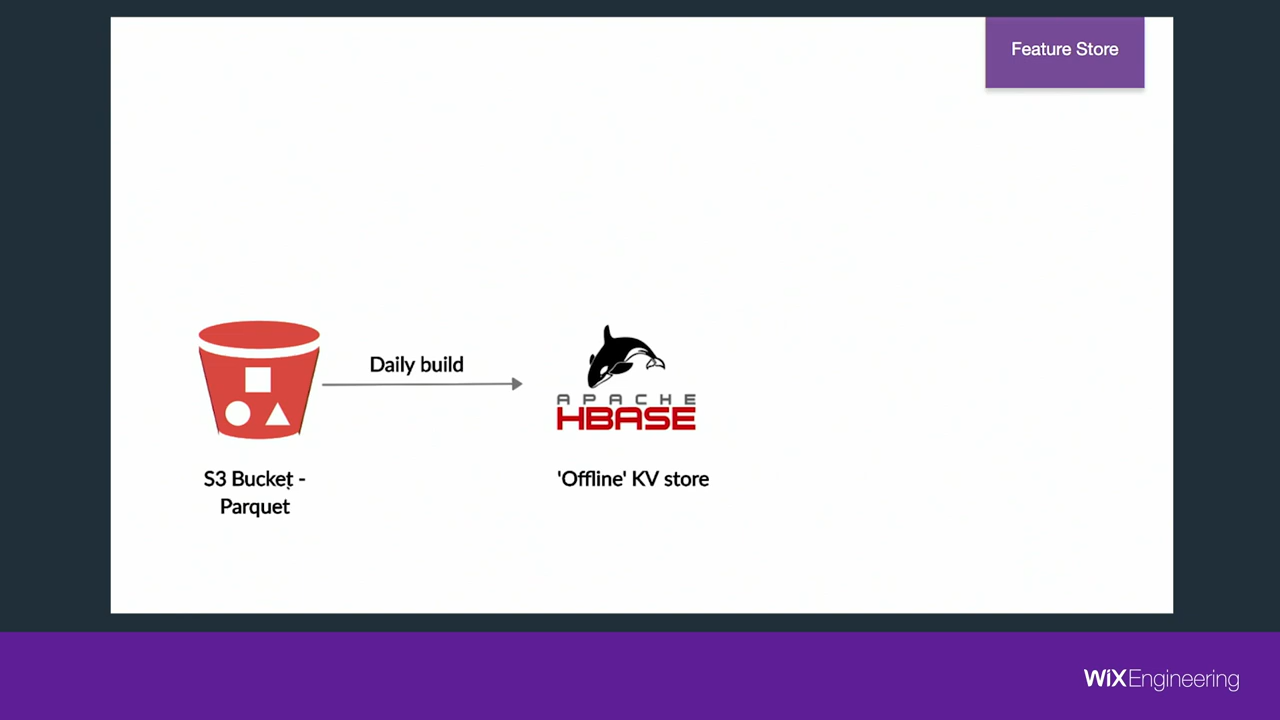 Feature Store
Daily build
APACHE
HBASE
S3 Bucket -
Parquet
'Offline' KV store
WiXEngineering